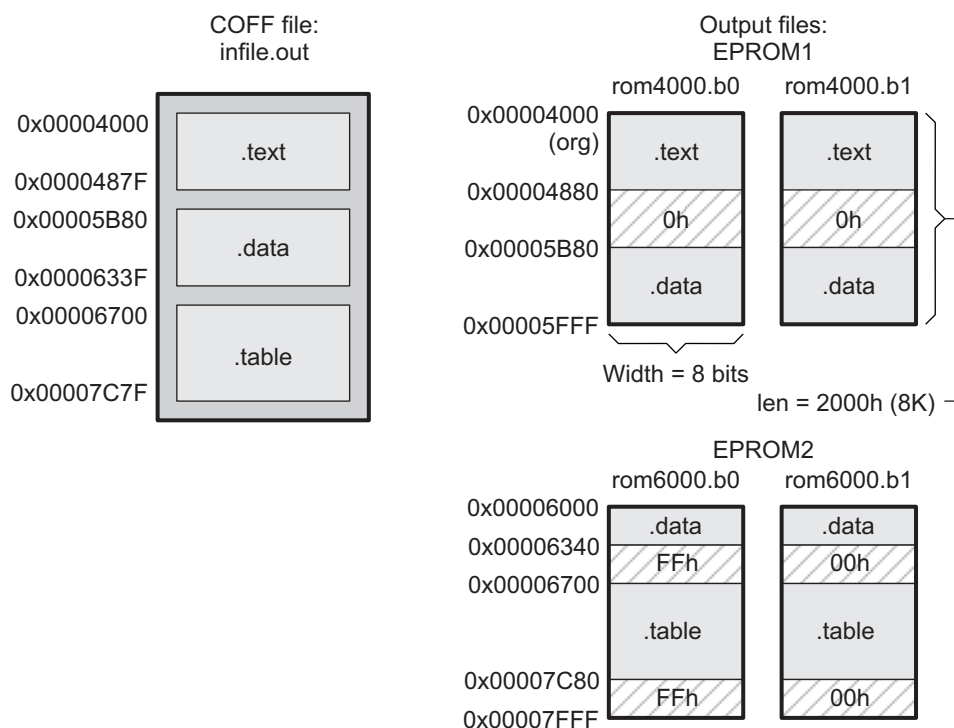 COFF file:
infile.out
0x00004000
.text
0x0000487F
0x00005B80
.data
0x0000633F
0x00006700
.table
0x00007C7F
Output files:
EPROM1
rom4000.b0
rom4000.b1
0x00004000
(org)
.text
.text
0x00004880
0h
0h
0x00005B80
.data
.data
0x00005FFF
Width = 8 bits
len = 2000h (8K)
EPROM2
rom6000.b0
rom6000.b1
0x00006000
.data
.data
0x00006340
FFh
00h
0x00006700
.table
.table
0x00007C80
FFh
00h
0x00007FFF